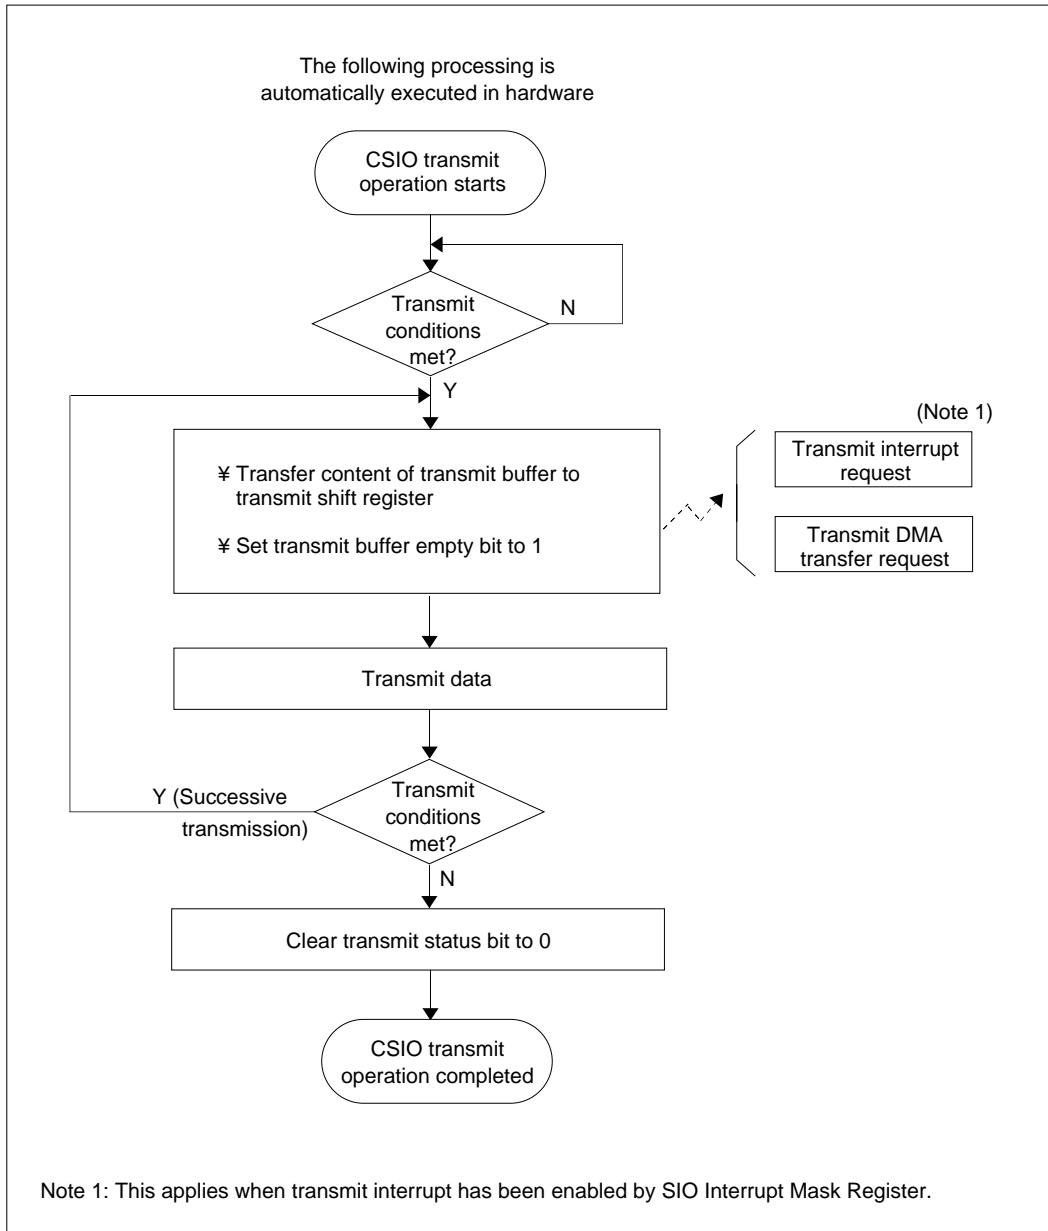 The following processing is
automatically executed in hardware
CSIO transmit
operation starts
Transmit
conditions
met?
N
Y
¥ Transfer content of transmit buffer to
transmit shift register
¥ Set transmit buffer empty bit to 1
(Note 1)
Transmit interrupt
request
Transmit DMA
transfer request
Transmit data
Transmit
conditions
met?
Y (Successive
transmission)
N
Clear transmit status bit to 0
CSIO transmit
operation completed
Note 1: This applies when transmit interrupt has been enabled by SIO Interrupt Mask Register.